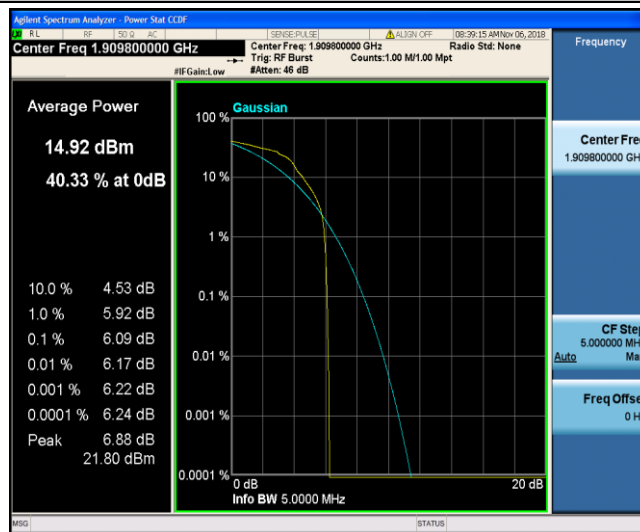 Agilent Spectrum Analyzer - Power Stat CCDF
RL RF 50 Ω AC SENSE:PULSE ALIGN OFF 08:39:15 AM Nov 06, 2018
Center Freq 1.909800000 GHz
Center Freq: 1.909800000 GHz Radio Std: None
Trig: RF Burst Counts:1.00 M/1.00 Mpt
#IFGain:Low #Atten: 46 dB
Frequency
Average Power
14.92 dBm
40.33 % at 0dB
10.0 % 4.53 dB
1.0 % 5.92 dB
0.1 % 6.09 dB
0.01 % 6.17 dB
0.001 % 6.22 dB
0.0001 % 6.24 dB
Peak 6.88 dB
21.80 dBm
Gaussian
100 %
10 %
1 %
0.1 %
0.01 %
0.001 %
0.0001 %
0 dB 20 dB
Info BW 5.0000 MHz
Center Fre
1.909800000 GH
CF Step
5.000000 MH
Auto Ma
Freq Offse
0 H
MSG STATUS